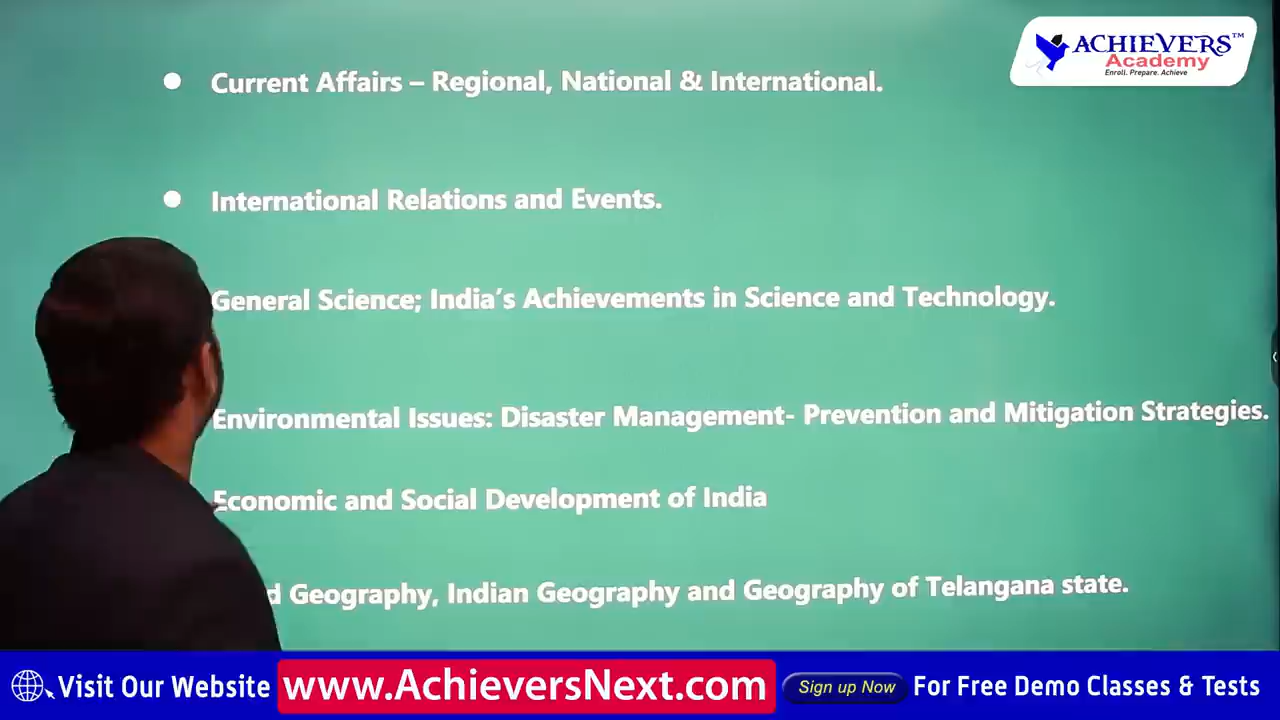 ACHIEVERS™
Academy
Enroll. Prepare. Achieve
Current Affairs – Regional, National & International.
International Relations and Events.
General Science; India’s Achievements in Science and Technology.
Environmental Issues: Disaster Management- Prevention and Mitigation Strategies.
Economic and Social Development of India
Geography, Indian Geography and Geography of Telangana state.
Visit Our Website www.AchieversNext.com Sign up Now For Free Demo Classes & Tests